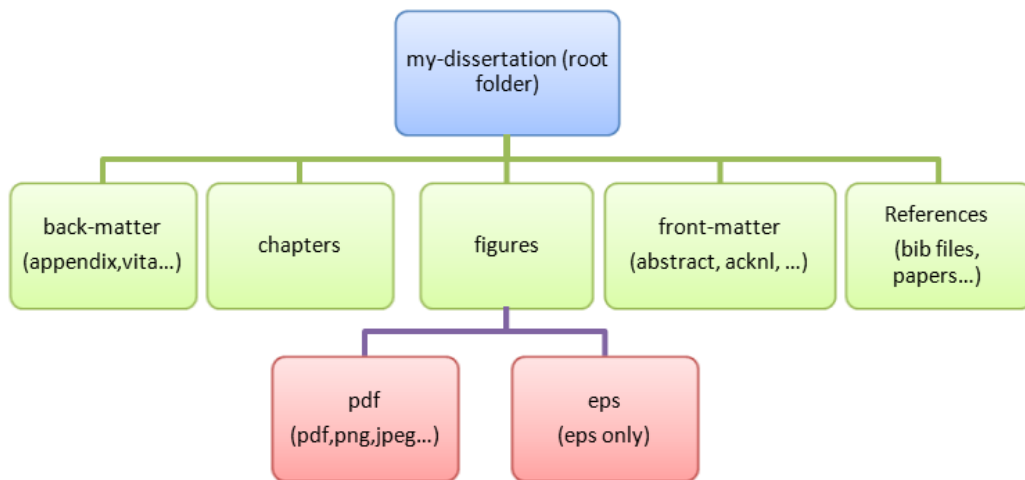 my-dissertation (root
folder)
back-matter
(appendix,vita...)
chapters
figures
front-matter
(abstract, acknl, ...)
References
(bib files,
papers...)
pdf
(pdf,png,jpeg...)
eps
(eps only)